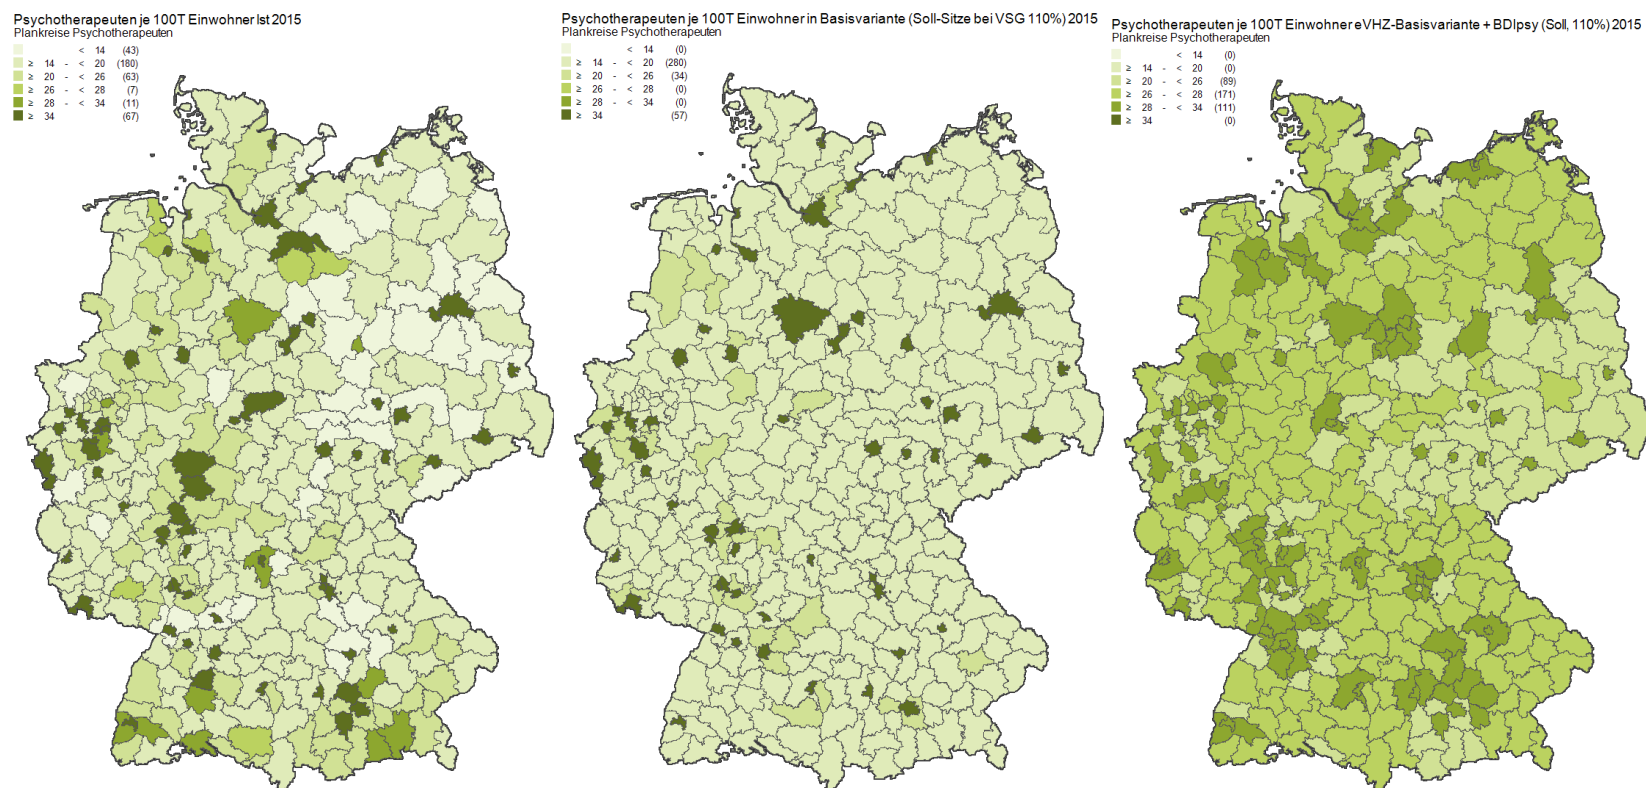 Psychotherapeuten je 100T Einwohner Ist 2015
Plankreise Psychotherapeuten
< 14 (43)
≥ 14 - < 20 (180)
≥ 20 - < 26 (63)
≥ 26 - < 28 (7)
≥ 28 - < 34 (11)
≥ 34 (67)
Psychotherapeuten je 100T Einwohner in Basisvariante (Soll-Sitze bei VSG 110%) 2015
Plankreise Psychotherapeuten
< 14 (0)
≥ 14 - < 20 (280)
≥ 20 - < 26 (34)
≥ 26 - < 28 (0)
≥ 28 - < 34 (0)
≥ 34 (57)
Psychotherapeuten je 100T Einwohner eVHZ-Basisvariante + BDIpsy (Soll, 110%) 2015
Plankreise Psychotherapeuten
< 14 (0)
≥ 14 - < 20 (0)
≥ 20 - < 26 (89)
≥ 26 - < 28 (171)
≥ 28 - < 34 (111)
≥ 34 (0)